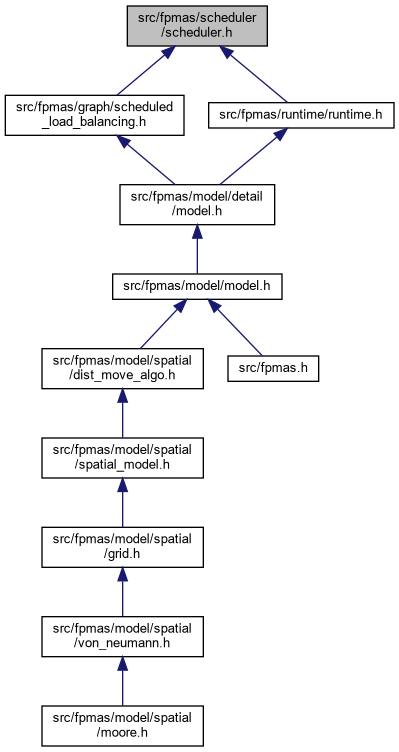 src/fpmas/scheduler
/scheduler.h
src/fpmas/graph/scheduled
_load_balancing.h
src/fpmas/runtime/runtime.h
src/fpmas/model/detail
/model.h
src/fpmas/model/model.h
src/fpmas/model/spatial
/dist_move_algo.h
src/fpmas.h
src/fpmas/model/spatial
/spatial_model.h
src/fpmas/model/spatial
/grid.h
src/fpmas/model/spatial
/von_neumann.h
src/fpmas/model/spatial
/moore.h